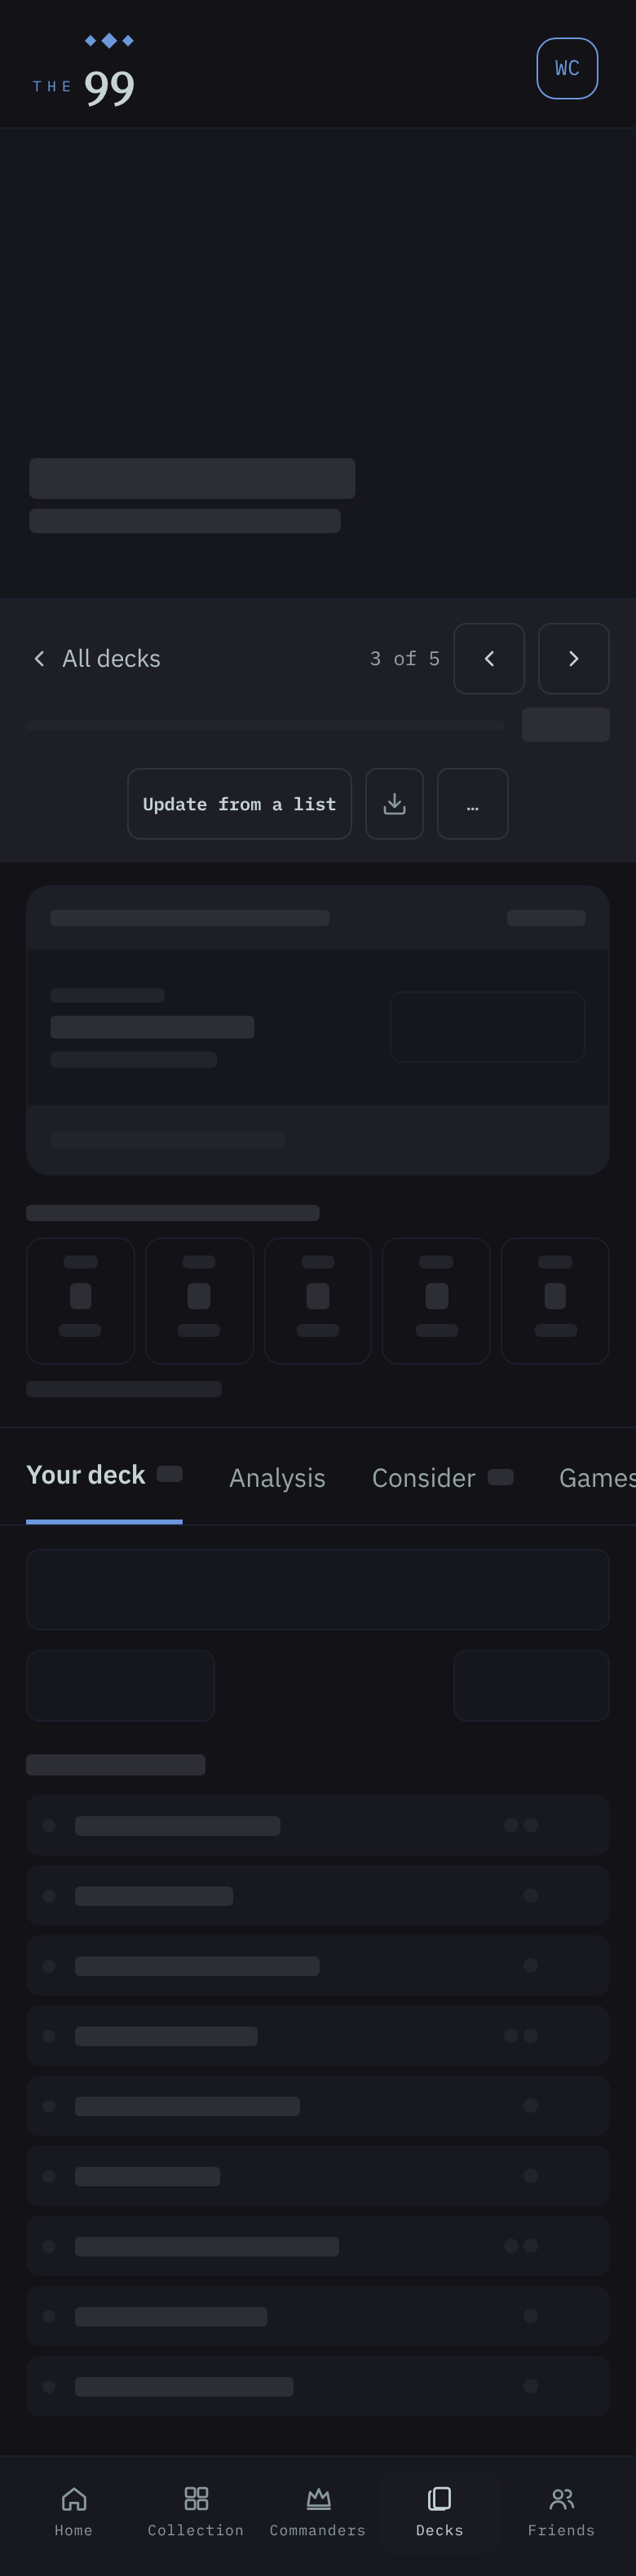 THE 99
WC
All decks
3 of 5
Update from a list
…
Your deck
Analysis
Consider
Games
Home
Collection
Commanders
Decks
Friends